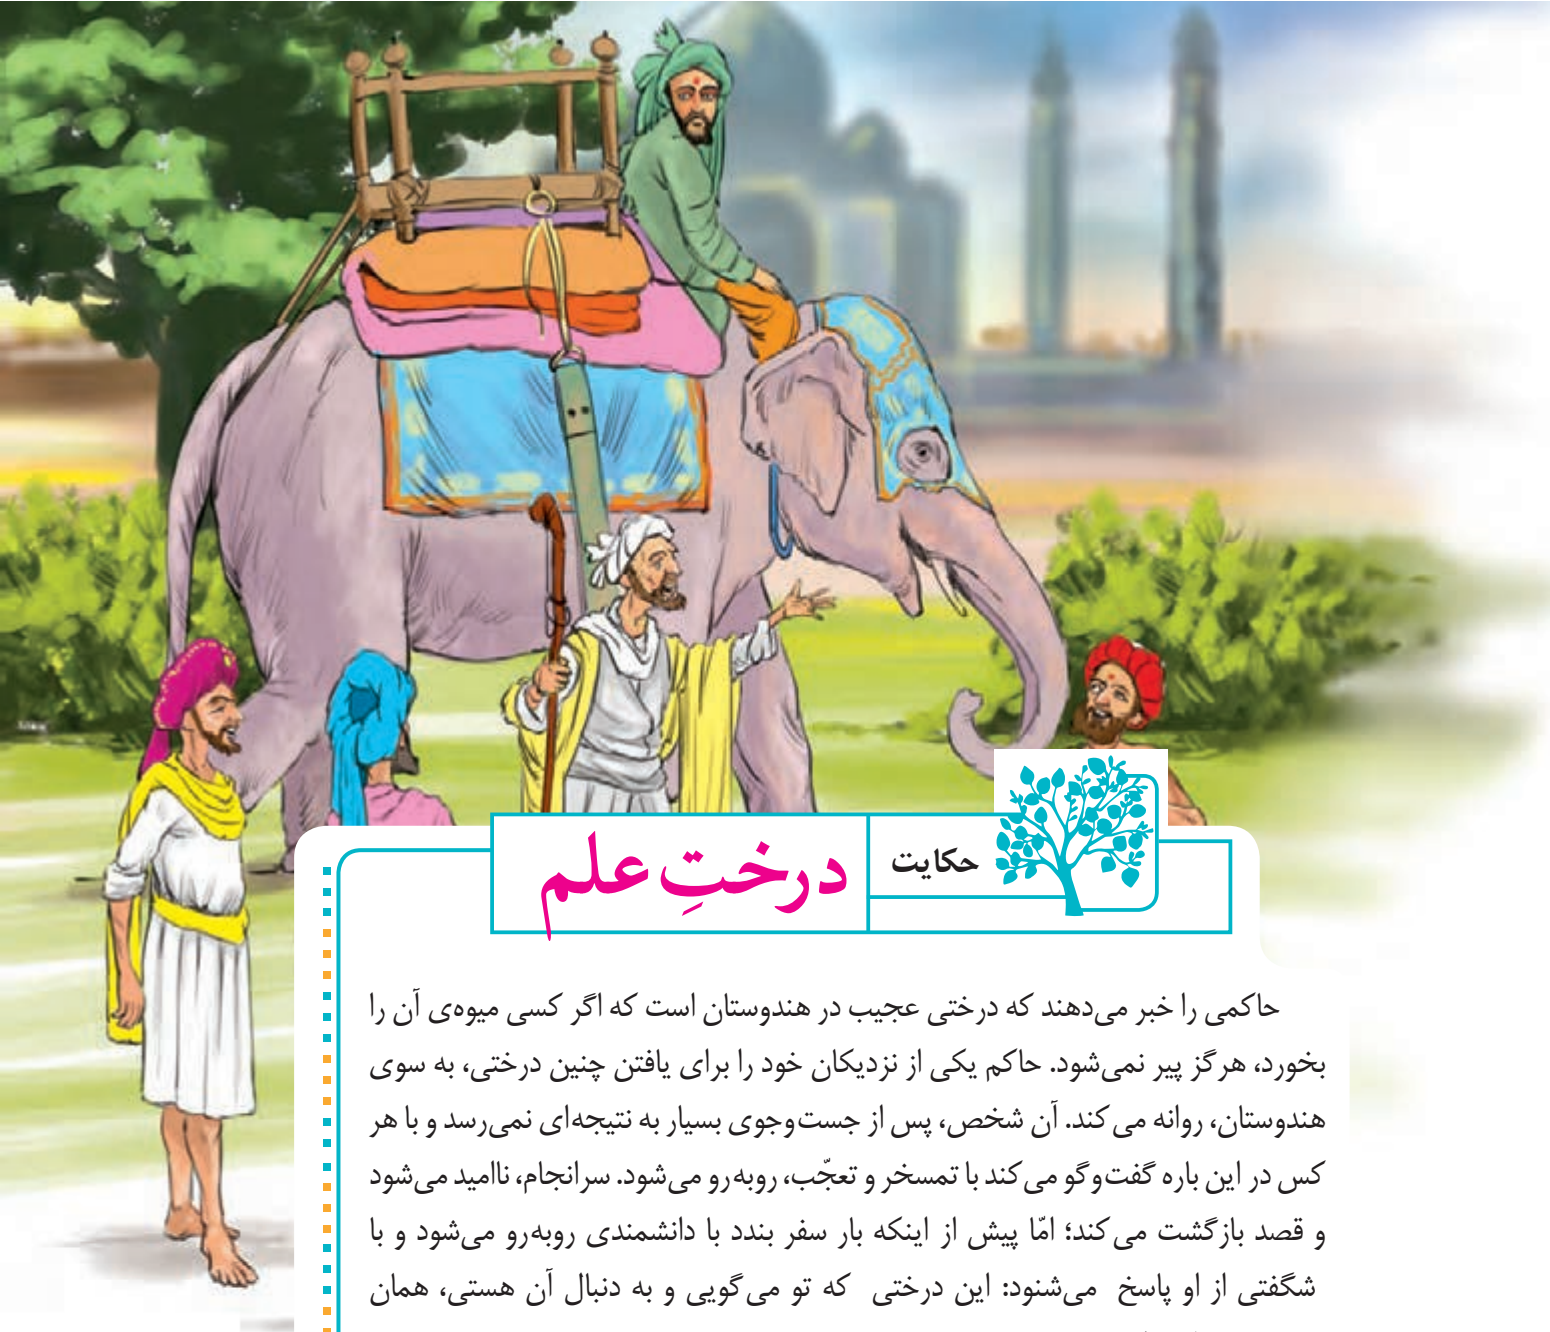 حکایت
درختِ علم
حاکمی را خبر می‌دهند که درختی عجیب در هندوستان است که اگر کسی میوه‌ی آن را
بخورد، هرگز پیر نمی‌شود. حاکم یکی از نزدیکان خود را برای یافتن چنین درختی، به سوی
هندوستان، روانه می‌کند. آن شخص، پس از جست‌وجوی بسیار به نتیجه‌ای نمی‌رسد و با هر
کس در این باره گفت‌وگو می‌کند با تمسخر و تعجّب، روبه‌رو می‌شود. سرانجام، ناامید می‌شود
و قصد بازگشت می‌کند؛ امّا پیش از اینکه بار سفر بندد با دانشمندی روبه‌رو می‌شود و با
شگفتی از او پاسخ می‌شنود: این درختی که تو می‌گویی و به دنبال آن هستی، همان